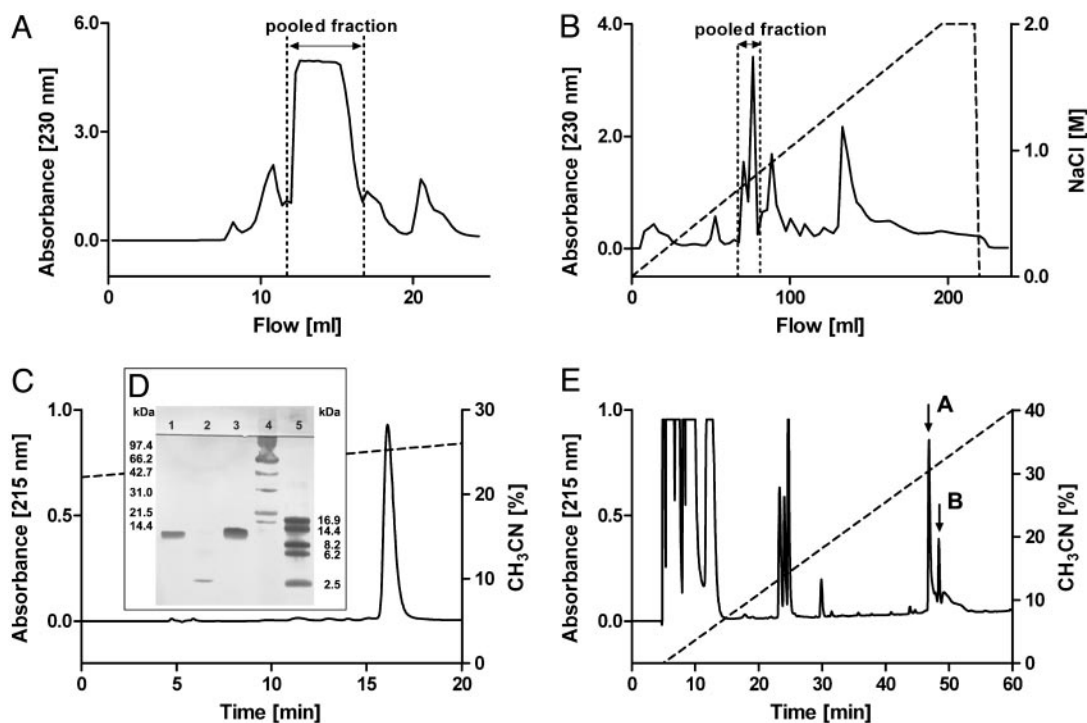 A
pooled fraction
6.0
3.0
0.0
Absorbance [230 nm]
0
10
20
Flow [ml]
B
pooled fraction
4.0
2.0
0.0
Absorbance [230 nm]
2.0
1.0
0.0
NaCl [M]
0
100
200
Flow [ml]
C
1.0
0.5
0.0
Absorbance [215 nm]
30
20
10
0
CH3CN [%]
0
5
10
15
20
Time [min]
D
kDa
1 2 3 4 5
kDa
97.4
66.2
42.7
31.0
21.5
14.4
16.9
14.4
8.2
6.2
2.5
E
A
B
1.0
0.5
0.0
Absorbance [215 nm]
40
30
20
10
0
CH3CN [%]
0
10
20
30
40
50
60
Time [min]